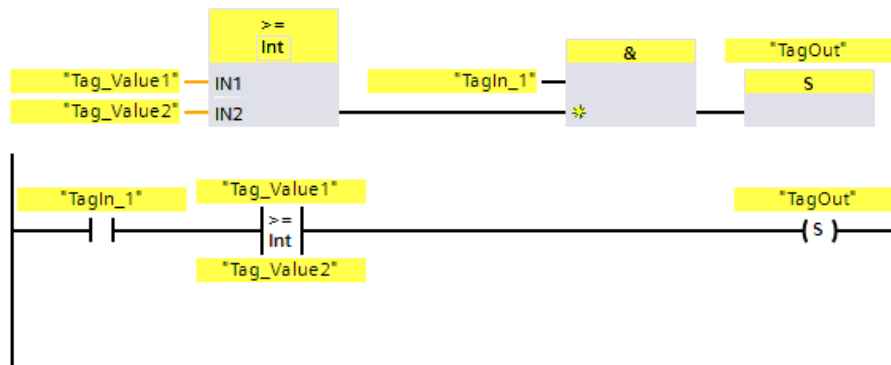 >=
Int
"Tag_Value1" IN1
"Tag_Value2" IN2
"TagIn_1"
&
"TagOut"
S
"TagIn_1"
"Tag_Value1"
>=
Int
"Tag_Value2"
"TagOut"
S